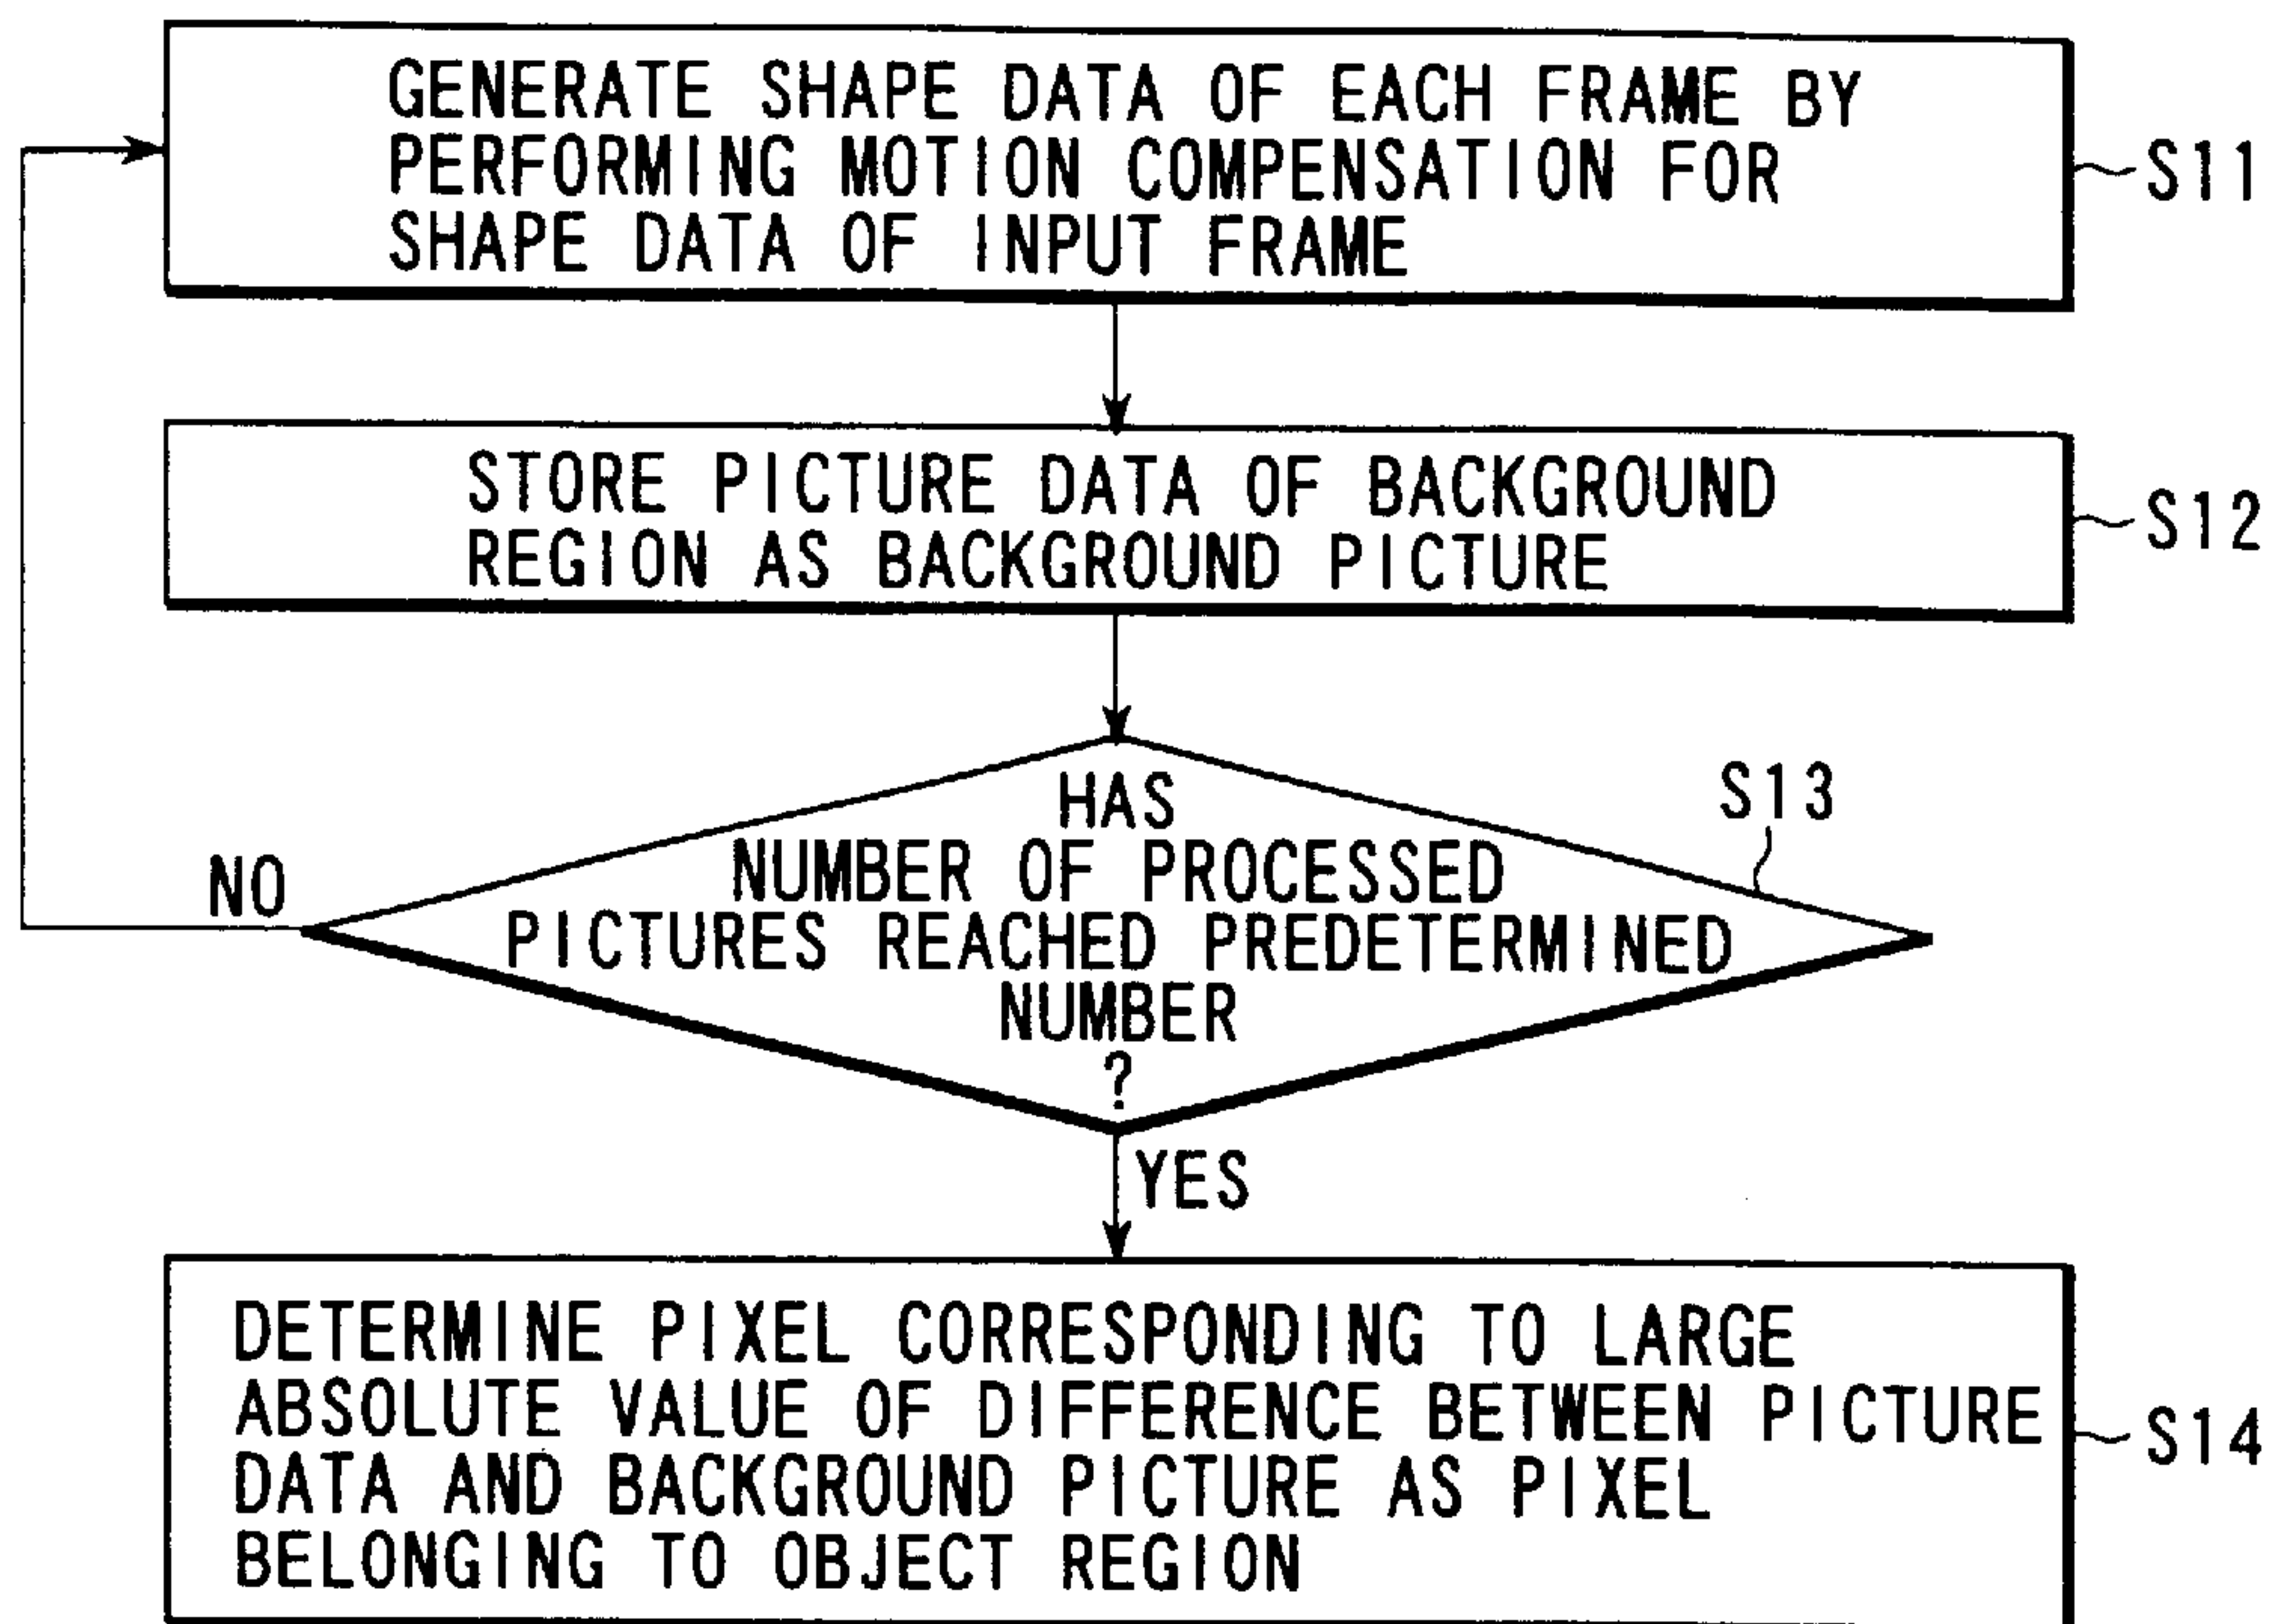 GENERATE SHAPE DATA OF EACH FRAME BY
PERFORMING MOTION COMPENSATION FOR
SHAPE DATA OF INPUT FRAME
S11
STORE PICTURE DATA OF BACKGROUND
REGION AS BACKGROUND PICTURE
S12
S13
HAS
NUMBER OF PROCESSED
PICTURES REACHED PREDETERMINED
NUMBER
?
NO
YES
DETERMINE PIXEL CORRESPONDING TO LARGE
ABSOLUTE VALUE OF DIFFERENCE BETWEEN PICTURE
DATA AND BACKGROUND PICTURE AS PIXEL
BELONGING TO OBJECT REGION
S14